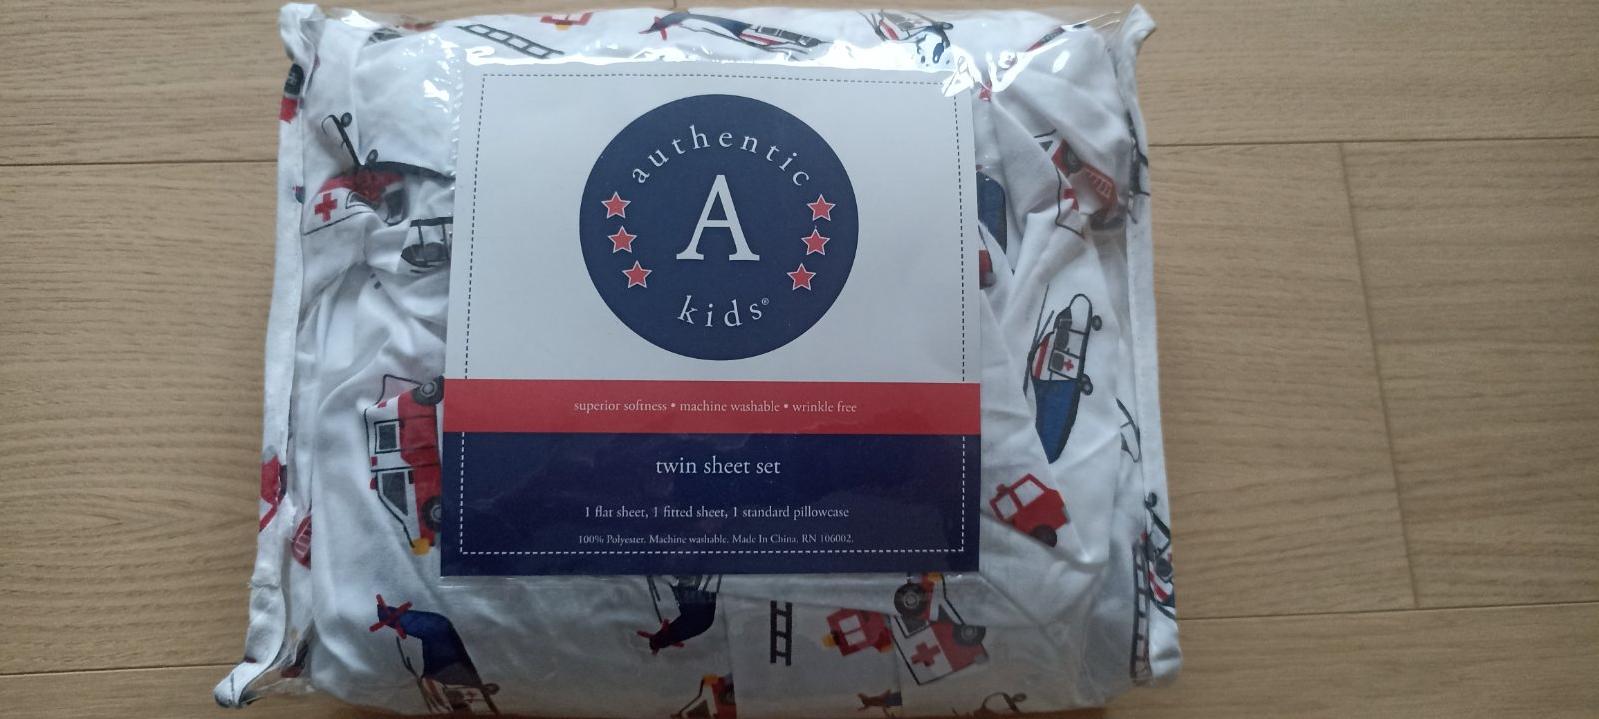 authentic
A
kids®
superior softness • machine washable • wrinkle free
twin sheet set
1 flat sheet, 1 fitted sheet, 1 standard pillowcase
100% Polyester. Machine washable. Made In China. RN 106002.